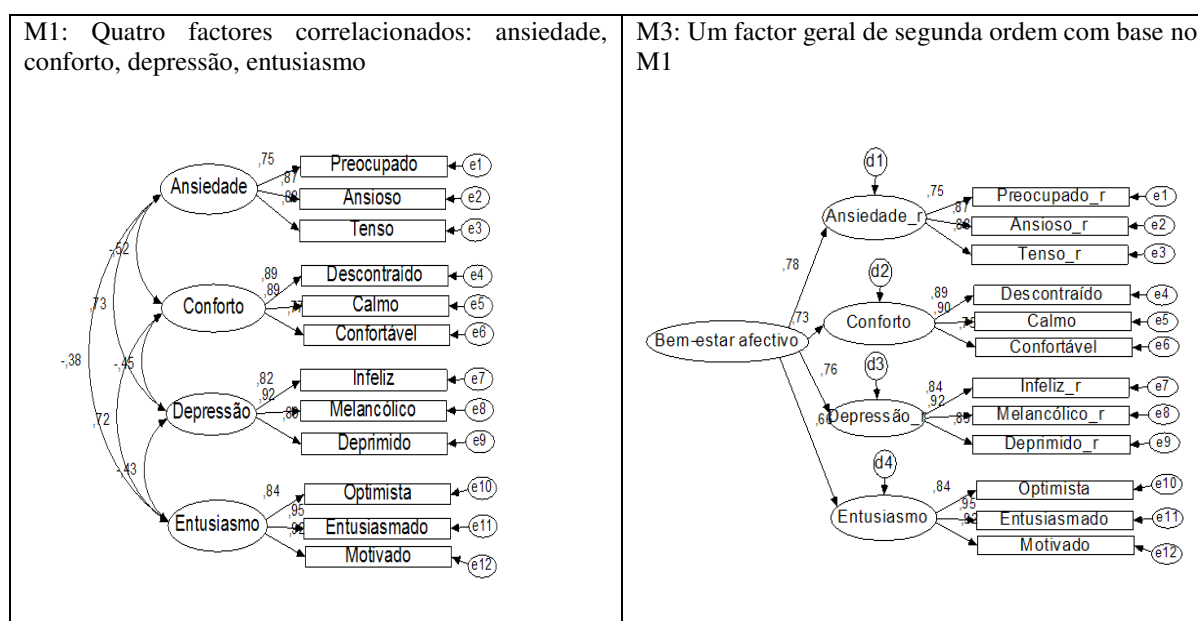 M1: Quatro factores correlacionados: ansiedade,
conforto, depressão, entusiasmo
,75
Preocupado
e1
Ansiedade
,87
Ansioso
e2
Tenso
e3
-,52
,89
Descontraído
e4
,89
Conforto
Calmo
e5
,73
Confortável
e6
-,38
-,45
,82
Infeliz
e7
,92
Depressão
Melancólico
e8
,72
Deprimido
e9
-,43
,84
Optimista
e10
,95
Entusiasmo
Entusiasmado
e11
,92
Motivado
e12
M3: Um factor geral de segunda ordem com base no
M1
d1
,75
Preocupado_r
e1
Ansiedade_r
,87
Ansioso_r
e2
Tenso_r
e3
,78
d2
,89
Descontraído
e4
,90
,73
Conforto
Calmo
e5
Bem-estar afectivo
Confortável
e6
,76
d3
,84
Infeliz_r
e7
,92
Depressão_r
Melancólico_r
e8
Deprimido_r
e9
d4
,84
Optimista
e10
,95
Entusiasmo
Entusiasmado
e11
,92
Motivado
e12